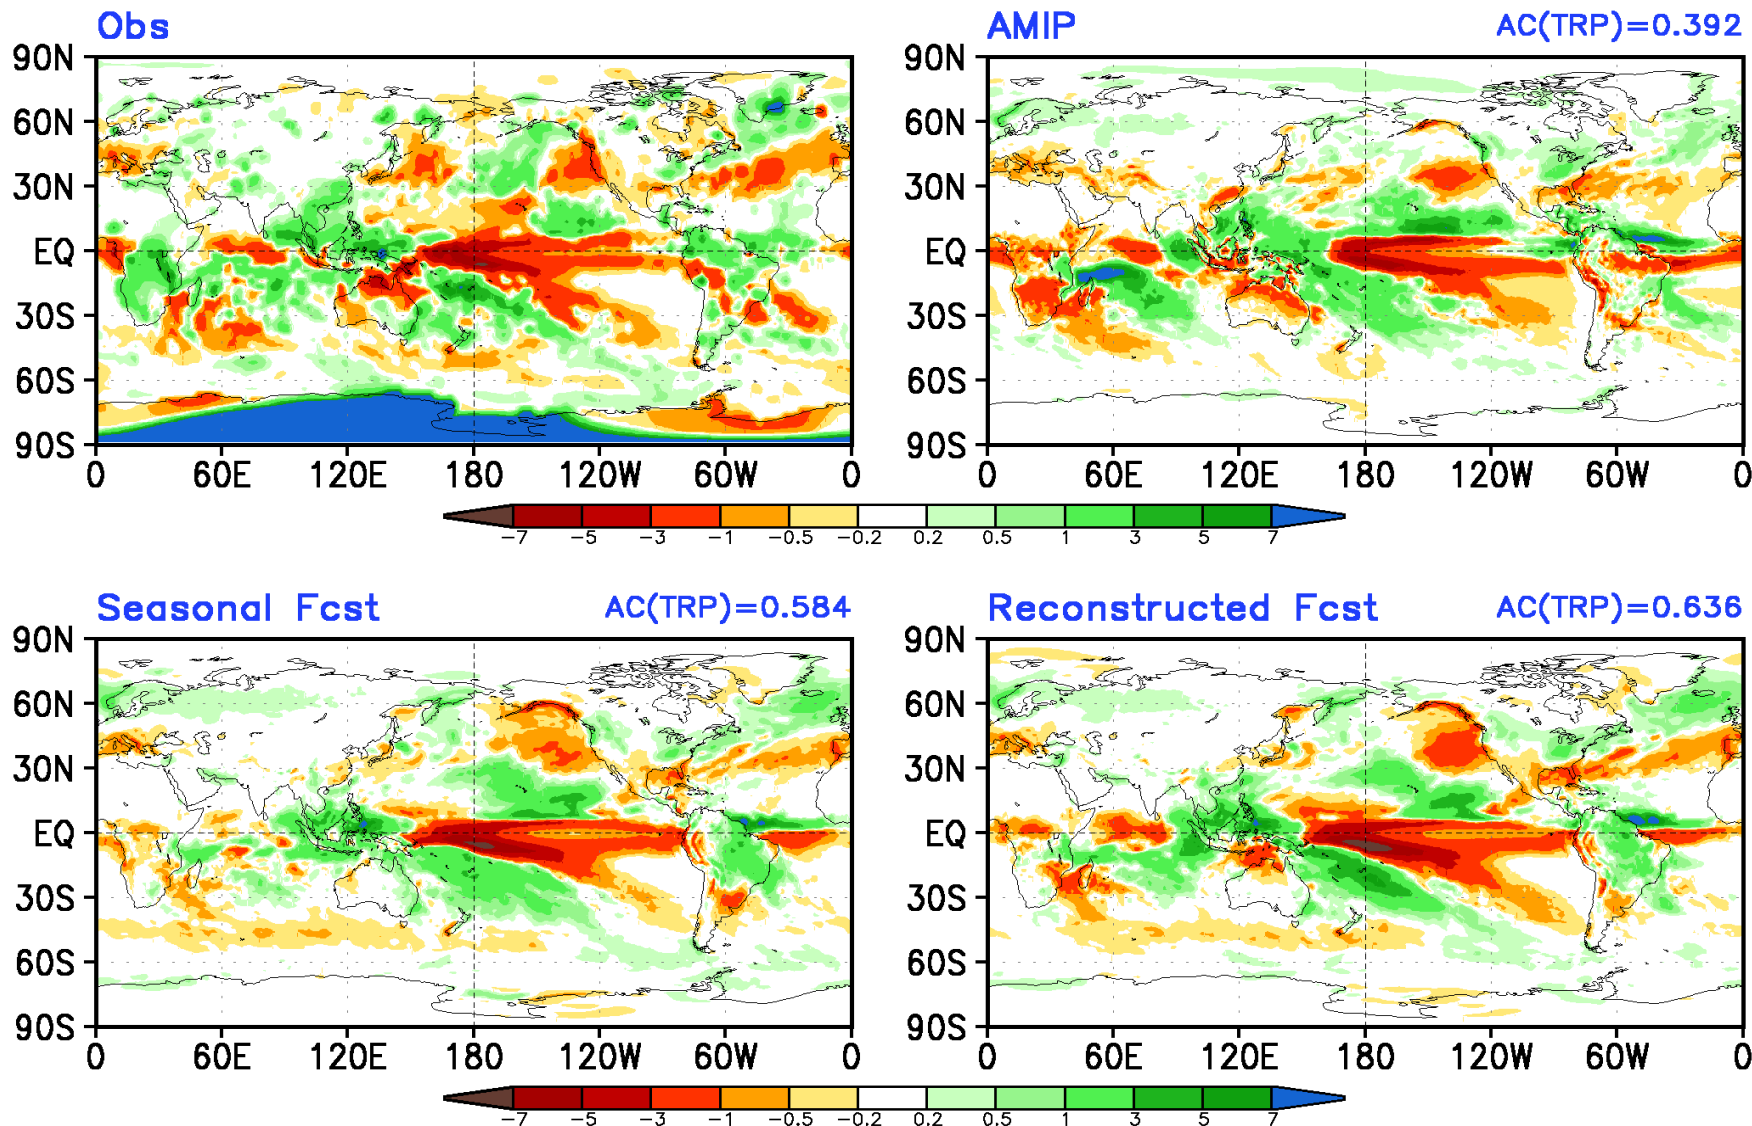 Obs
AMIP AC(TRP)=0.392
90N 90N
60N 60N
30N 30N
EQ EQ
30S 30S
60S 60S
90S 90S
0 60E 120E 180 120W 60W 0 0 60E 120E 180 120W 60W 0
-7 -5 -3 -1 -0.5 -0.2 0.2 0.5 1 3 5 7
Seasonal Fcst AC(TRP)=0.584
Reconstructed Fcst AC(TRP)=0.636
90N 90N
60N 60N
30N 30N
EQ EQ
30S 30S
60S 60S
90S 90S
0 60E 120E 180 120W 60W 0 0 60E 120E 180 120W 60W 0
-7 -5 -3 -1 -0.5 -0.2 0.2 0.5 1 3 5 7